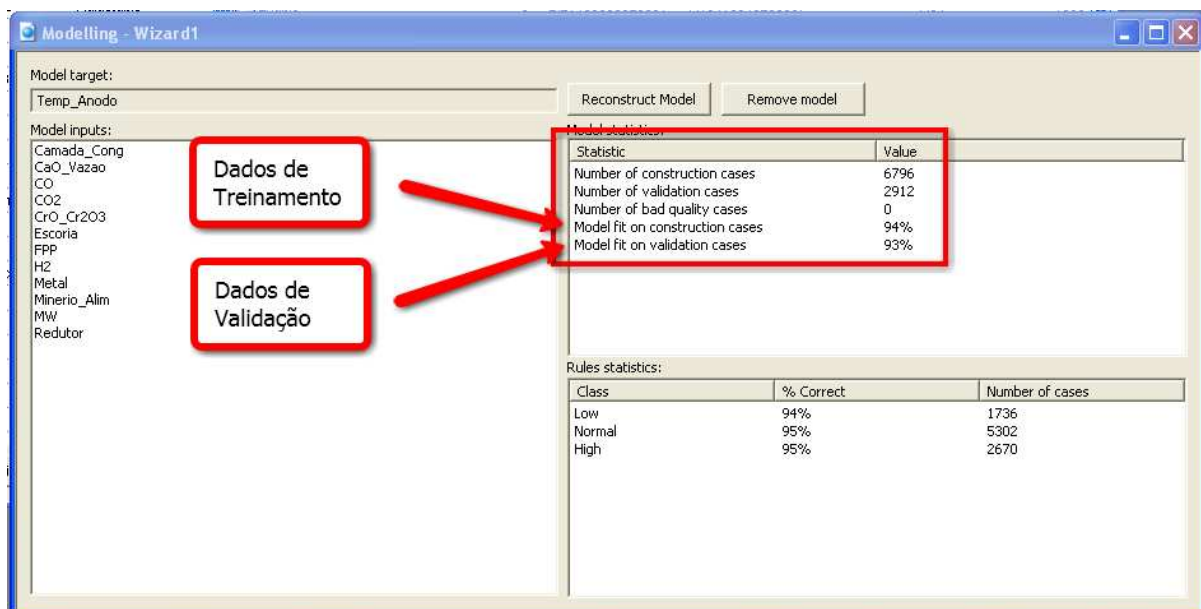 Modelling - Wizard1
Model target:
Temp_Anodo
Reconstruct Model
Remove model
Model inputs:
Camada_Cong
CaO_Vazao
CO
CO2
CrO_Cr2O3
Escoria
FPP
H2
Metal
Minerio_Alim
MW
Redutor
Dados de
Treinamento
Dados de
Validação
Model statistics:
Statistic Value
Number of construction cases 6796
Number of validation cases 2912
Number of bad quality cases 0
Model fit on construction cases 94%
Model fit on validation cases 93%
Rules statistics:
Class % Correct Number of cases
Low 94% 1736
Normal 95% 5302
High 95% 2670